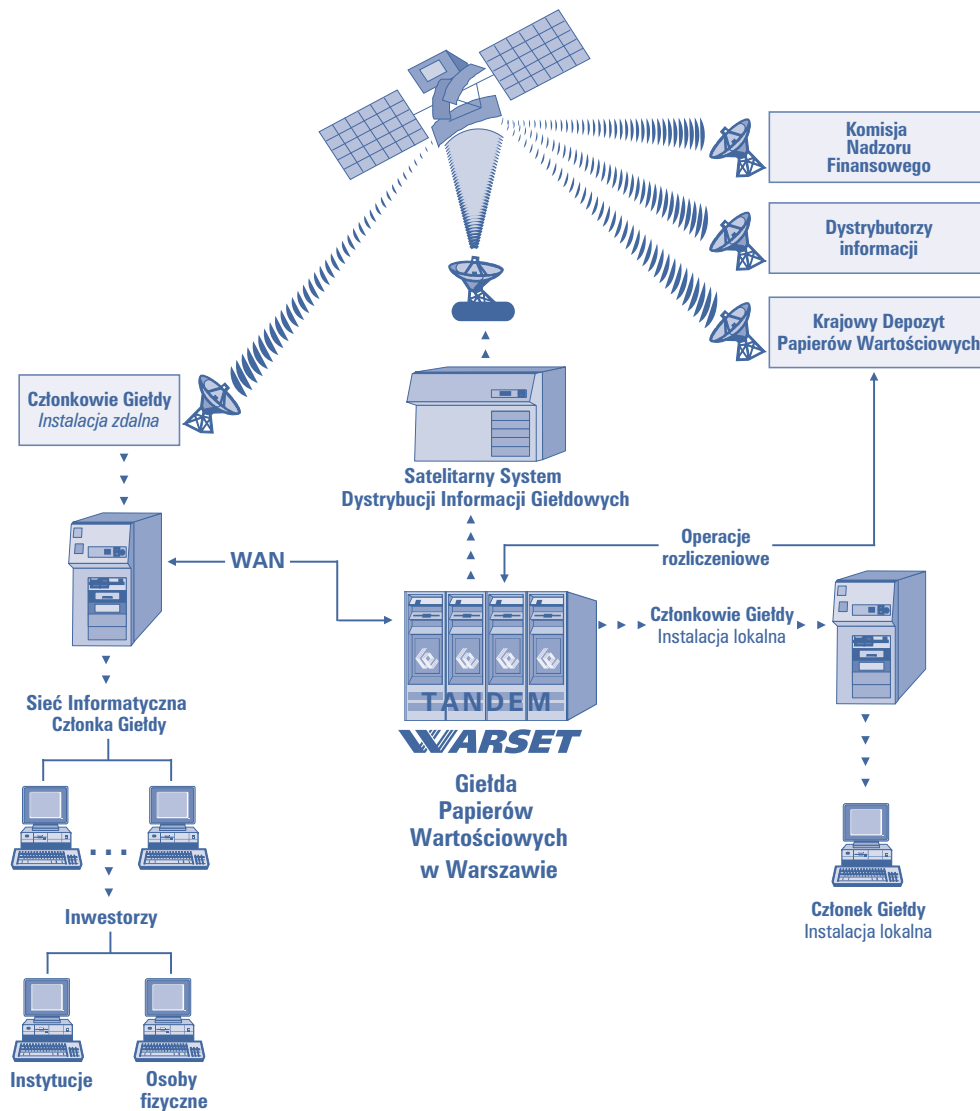 Komisja
Nadzoru
Finansowego
Dystrybutorzy
informacji
Krajowy Depozyt
Papierów Wartościowych
Członkowie Giełdy
Instalacja zdalna
Satelitarny System
Dystrybucji Informacji Giełdowych
WAN
Operacje
rozliczeniowe
Członkowie Giełdy
Instalacja lokalna
TANDEM
WARSET
Giełda
Papierów
Wartościowych
w Warszawie
Sieć Informatyczna
Członka Giełdy
...
Inwestorzy
Instytucje
Osoby
fizyczne
Członek Giełdy
Instalacja lokalna